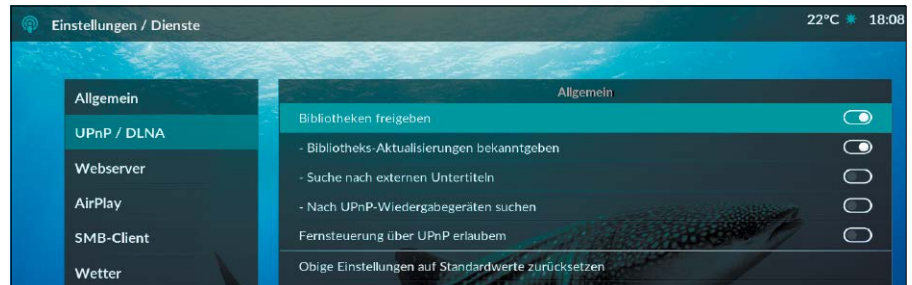 Einstellungen / Dienste
22°C 18:08
Allgemein
UPnP / DLNA
Webserver
AirPlay
SMB-Client
Wetter
Allgemein
Bibliotheken freigeben
- Bibliotheks-Aktualisierungen bekanntgeben
- Suche nach externen Untertiteln
- Nach UPnP-Wiedergabegeräten suchen
Fernsteuerung über UPnP erlaubem
Obige Einstellungen auf Standardwerte zurücksetzen